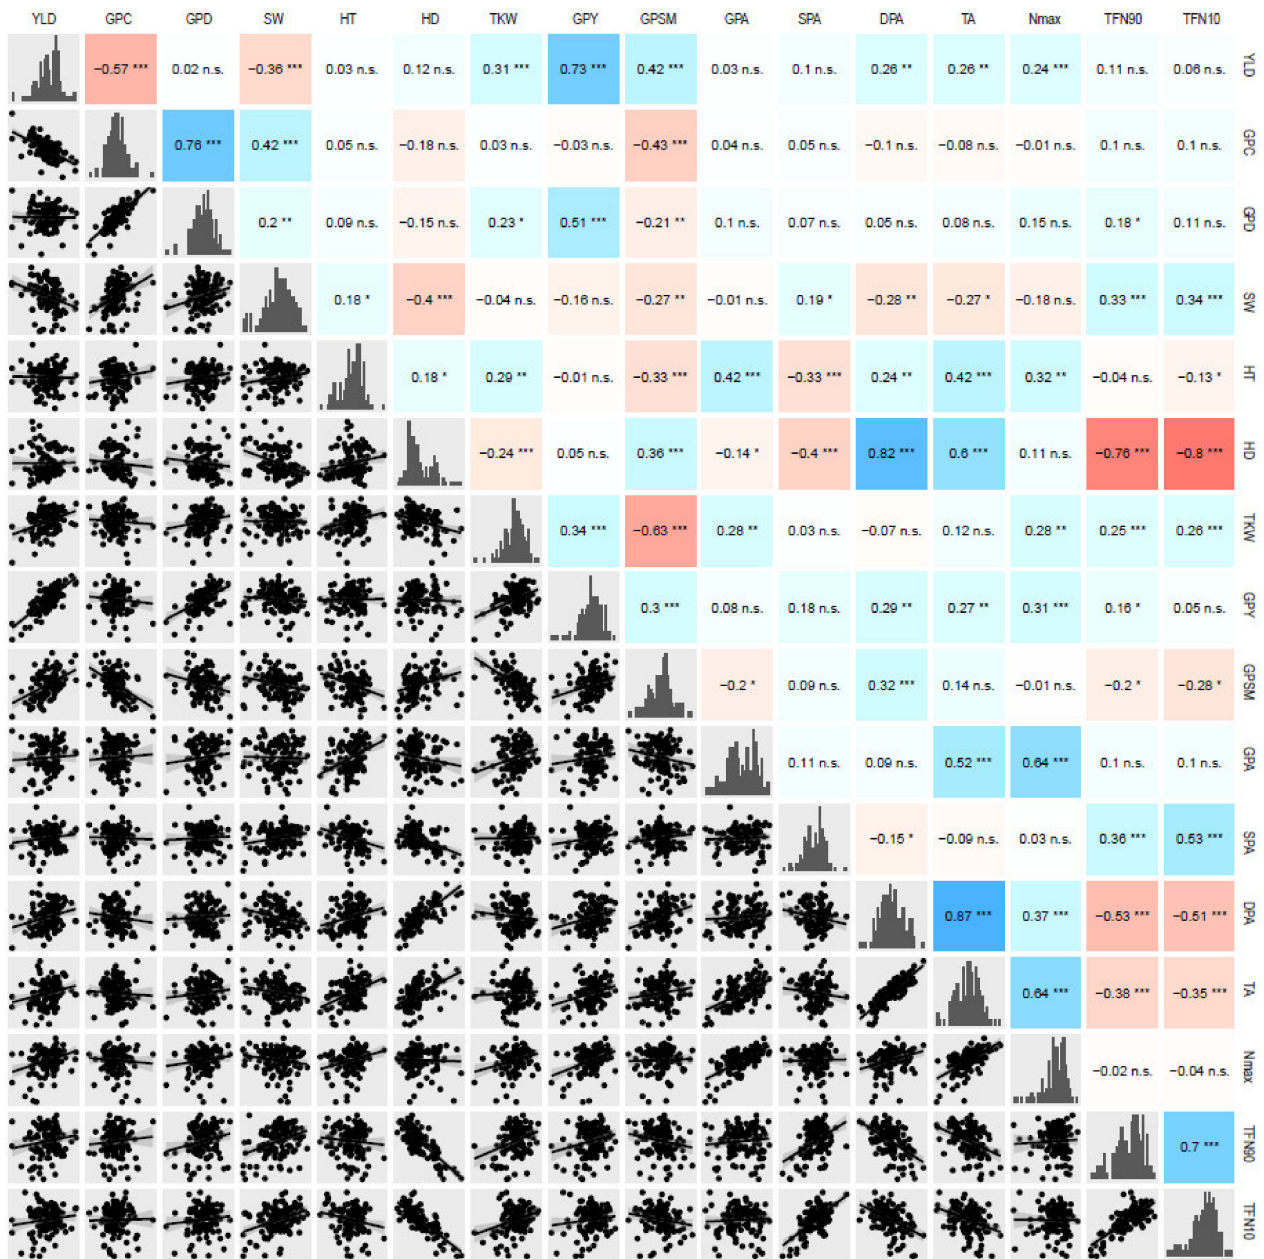 YLD GPC GPD SW HT HD TKW GPY GPSM GPA SPA DPA TA Nmax TFN90 TFN10
−0.57 *** 0.02 n.s. −0.36 *** 0.03 n.s. 0.12 n.s. 0.31 *** 0.73 *** 0.42 *** 0.03 n.s. 0.1 n.s. 0.26 ** 0.26 ** 0.24 *** 0.11 n.s. 0.06 n.s. YLD
0.76 *** 0.42 *** 0.05 n.s. −0.18 n.s. 0.03 n.s. −0.03 n.s. −0.43 *** 0.04 n.s. 0.05 n.s. −0.1 n.s. −0.08 n.s. −0.01 n.s. 0.1 n.s. 0.1 n.s. GPC
0.2 ** 0.09 n.s. −0.15 n.s. 0.23 * 0.51 *** −0.21 ** 0.1 n.s. 0.07 n.s. 0.05 n.s. 0.08 n.s. 0.15 n.s. 0.18 * 0.11 n.s. GPD
0.18 * −0.4 *** −0.04 n.s. −0.16 n.s. −0.27 ** −0.01 n.s. 0.19 * −0.28 ** −0.27 * −0.18 n.s. 0.33 *** 0.34 *** SW
0.18 * 0.29 ** −0.01 n.s. −0.33 *** 0.42 *** −0.33 *** 0.24 ** 0.42 *** 0.32 ** −0.04 n.s. −0.13 * HT
−0.24 *** 0.05 n.s. 0.36 *** −0.14 * −0.4 *** 0.82 *** 0.6 *** 0.11 n.s. −0.76 *** −0.8 *** HD
0.34 *** −0.63 *** 0.28 ** 0.03 n.s. −0.07 n.s. 0.12 n.s. 0.28 ** 0.25 *** 0.26 *** TKW
0.3 *** 0.08 n.s. 0.18 n.s. 0.29 ** 0.27 ** 0.31 *** 0.16 * 0.05 n.s. GPY
−0.2 * 0.09 n.s. 0.32 *** 0.14 n.s. −0.01 n.s. −0.2 * −0.28 * GPSM
0.11 n.s. 0.09 n.s. 0.52 *** 0.64 *** 0.1 n.s. 0.1 n.s. GPA
−0.15 * −0.09 n.s. 0.03 n.s. 0.36 *** 0.53 *** SPA
0.87 *** 0.37 *** −0.53 *** −0.51 *** DPA
0.64 *** −0.38 *** −0.35 *** TA
−0.02 n.s. −0.04 n.s. Nmax
0.7 *** TFN90
TFN10